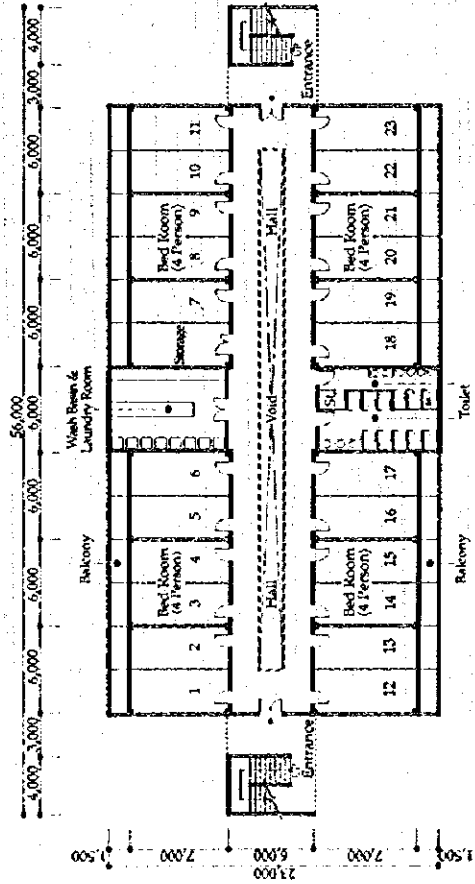 56,000
4,000 3,000 6,000 6,000 6,000 6,000 6,000 6,000 6,000 3,000 4,000
Balcony
Wash Basin &
Laundry Room
1,500
7,000
6,000
7,000
1,500
23,000
1 2 3 4 5 6 7 8 9 10 11
Bed Room
(4 Person)
Storage
Bed Room
(4 Person)
Hall
Void
Hall
UP
Entrance
UP
Entrance
SK
Bed Room
(4 Person)
Bed Room
(4 Person)
12 13 14 15 16 17 18 19 20 21 22 23
Balcony
Toilet